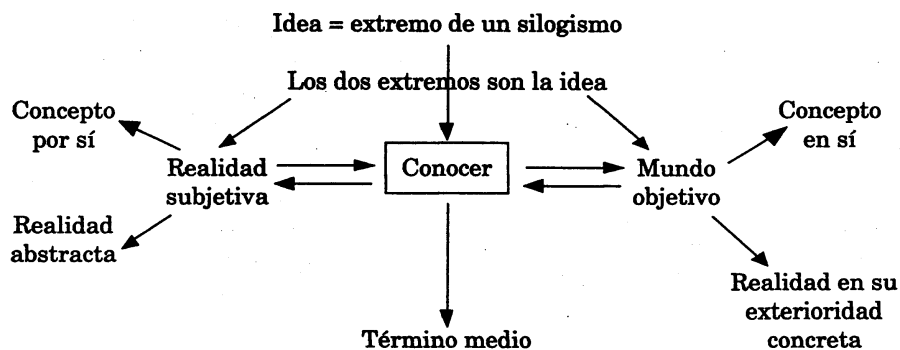 Idea = extremo de un silogismo
Los dos extremos son la idea
Concepto
por sí
Concepto
en sí
Realidad
subjetiva
Conocer
Mundo
objetivo
Realidad
abstracta
Realidad en su
exterioridad
concreta
Término medio